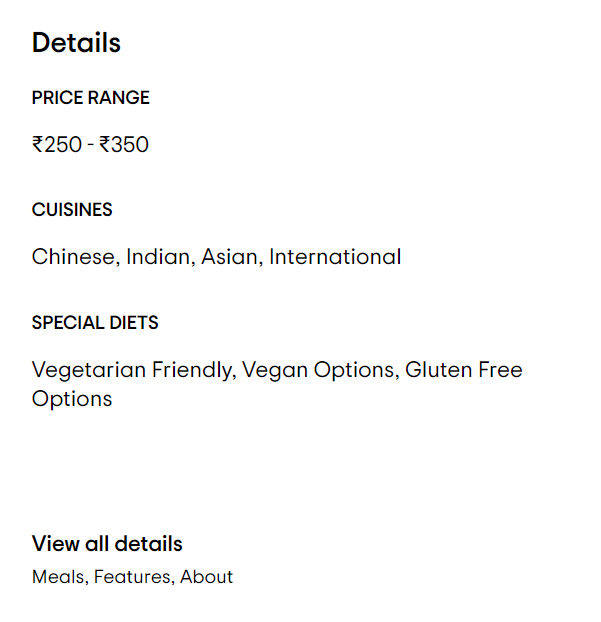 Details
PRICE RANGE
₹250 - ₹350
CUISINES
Chinese, Indian, Asian, International
SPECIAL DIETS
Vegetarian Friendly, Vegan Options, Gluten Free
Options
View all details
Meals, Features, About